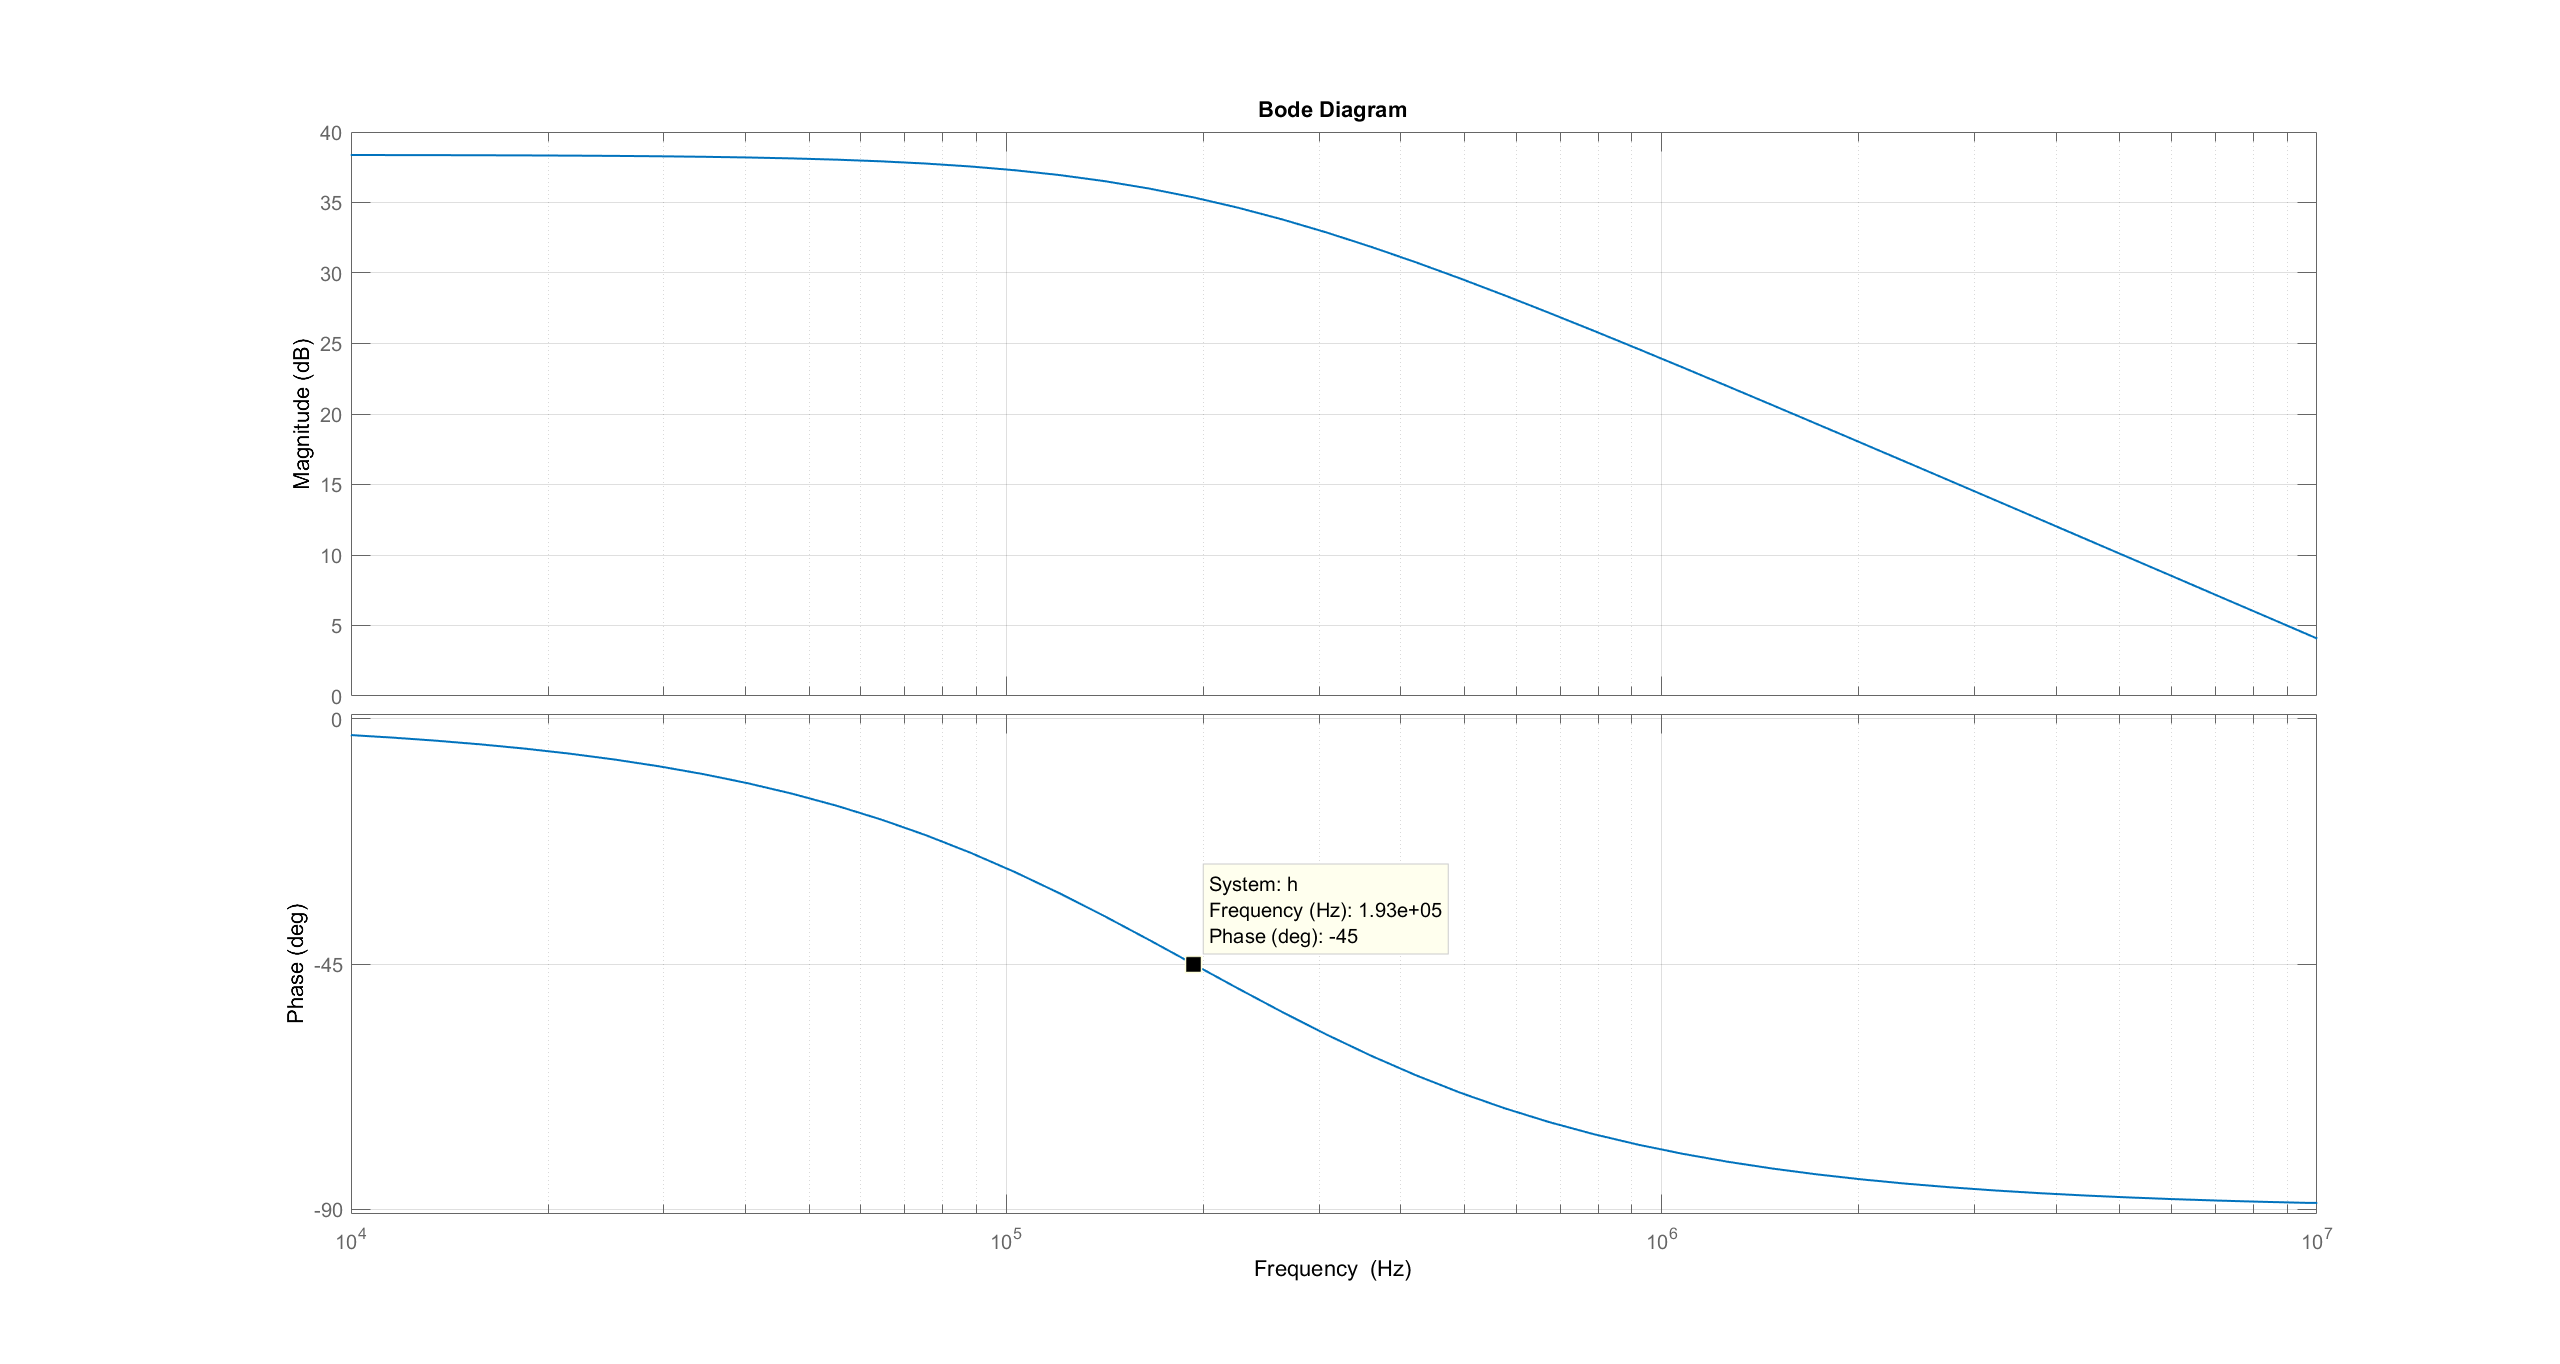 Bode Diagram
40
35
30
25
20
15
10
5
0
Magnitude (dB)
0
-45
-90
Phase (deg)
System: h
Frequency (Hz): 1.93e+05
Phase (deg): -45
10^4 10^5 10^6 10^7
Frequency (Hz)